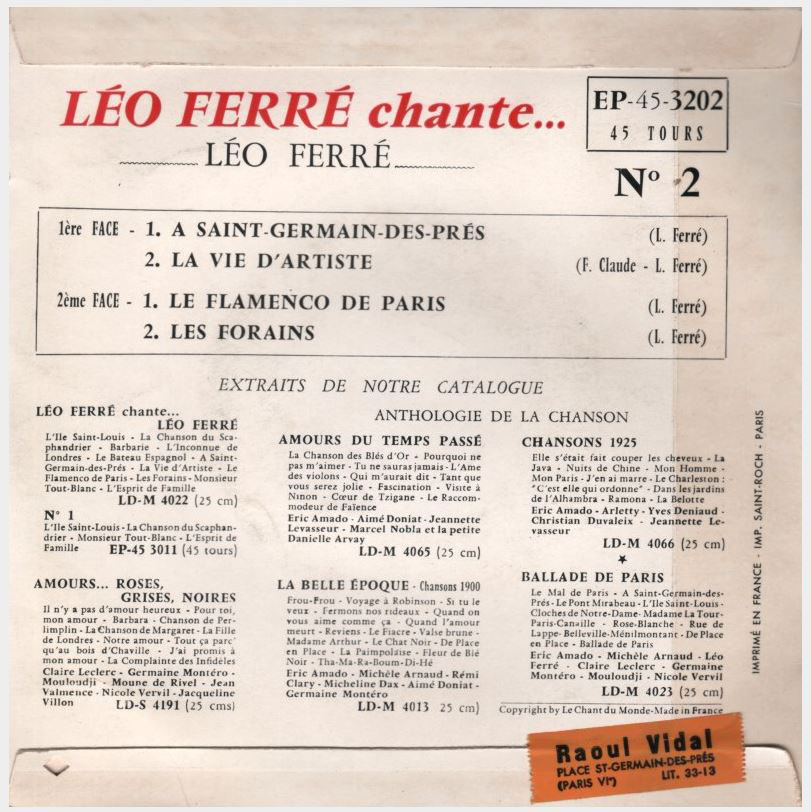 LÉO FERRÉ chante...
LÉO FERRÉ
EP-45-3202
45 TOURS
N° 2
1ère FACE - 1. A SAINT-GERMAIN-DES-PRÉS (L. Ferré)
2. LA VIE D'ARTISTE (F. Claude - L. Ferré)
2ème FACE - 1. LE FLAMENCO DE PARIS (L. Ferré)
2. LES FORAINS (L. Ferré)
EXTRAITS DE NOTRE CATALOGUE
LÉO FERRÉ chante...
LÉO FERRÉ
L'Ile Saint-Louis - La Chanson du Sca-
phandrier - Barbarie - L'Inconnue de
Londres - Le Bateau Espagnol - A Saint-
Germain-des-Prés - La Vie d'Artiste - Le
Flamenco de Paris - Les Forains - Monsieur
Tout-Blanc - L'Esprit de Famille
LD-M 4022 (25 cm)
N° 1
L'Ile Saint-Louis - La Chanson du Scaphan-
drier - Monsieur Tout-Blanc - L'Esprit de
Famille EP-45 3011 (45 tours)
AMOURS... ROSES,
GRISES, NOIRES
Il n'y a pas d'amour heureux - Pour toi,
mon amour - Barbara - Chanson de Per-
limplin - La Chanson de Margaret - La Fille
de Londres - Notre amour - Tout ça parc'
qu'au bois d'Chaville - J'ai promis à
mon amour - La Complainte des Infidèles
Claire Leclerc - Germaine Montéro -
Mouloudji - Moune de Rivel - Jean
Valmence - Nicole Vervil - Jacqueline
Villon LD-S 4191 (25 cms)
ANTHOLOGIE DE LA CHANSON
AMOURS DU TEMPS PASSÉ
La Chanson des Blés d'Or - Pourquoi ne
pas m'aimer - Tu ne sauras jamais - L'Ame
des violons - Qui m'aurait dit - Tant que
vous serez jolie - Fascination - Visite à
Ninon - Cœur de Tzigane - Le Raccom-
modeur de Faïence
Eric Amado - Aimé Doniat - Jeannette
Levasseur - Marcel Nobla et la petite
Danielle Arvay
LD-M 4065 (25 cm)
LA BELLE ÉPOQUE - Chansons 1900
Frou-Frou - Voyage à Robinson - Si tu le
veux - Fermons nos rideaux - Quand on
vous aime comme ça - Quand l'amour
meurt - Reviens - Le Fiacre - Valse brune -
Madame Arthur - Le Chat Noir - De Place
en Place - La Paimpolaise - Fleur de Blé
Noir - Tha-Ma-Ra-Boum-Di-Hé
Eric Amado - Michèle Arnaud - Rémi
Clary - Micheline Dax - Aimé Doniat -
Germaine Montéro
LD-M 4013 25 cm)
CHANSONS 1925
Elle s'était fait couper les cheveux - La
Java - Nuits de Chine - Mon Homme -
Mon Paris - J'en ai marre - Le Charleston :
"C'est elle qui ordonne" - Dans les jardins
de l'Alhambra - Ramona - La Belotte
Eric Amado - Arletty - Yves Deniaud -
Christian Duvaleix - Jeannette Le-
vasseur
LD-M 4066 (25 cm)
★
BALLADE DE PARIS
Le Mal de Paris - A Saint-Germain-des-
Prés - Le Pont Mirabeau - L'Ile Saint-Louis -
Cloches de Notre-Dame - Madame La Tour -
Paris-Canaille - Rose-Blanche - Rue de
Lappe - Belleville-Ménilmontant - De Place
en Place - Ballade de Paris
Eric Amado - Michèle Arnaud - Léo
Ferré - Claire Leclerc - Germaine
Montéro - Mouloudji - Nicole Vervil
LD-M 4023 (25 cm)
Copyright by Le Chant du Monde - Made in France
IMPRIMÉ EN FRANCE - IMP. SAINT-ROCH - PARIS
Raoul Vidal
PLACE ST-GERMAIN-DES-PRÉS
(PARIS VIᵉ) LIT. 33-13